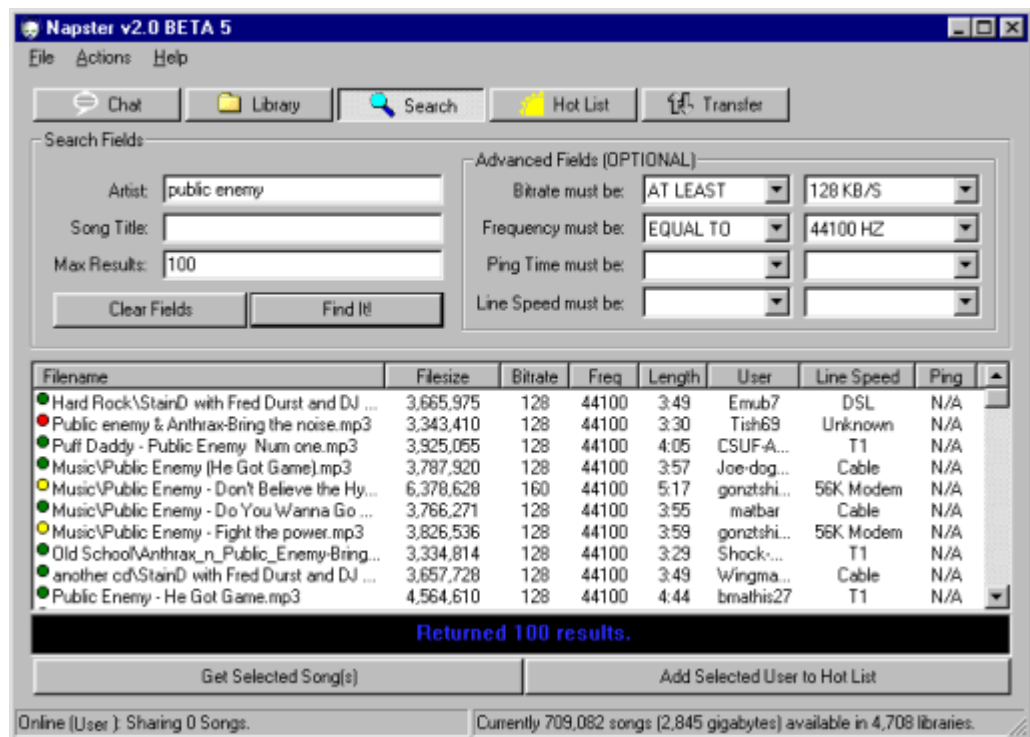 Napster v2.0 BETA 5
File Actions Help
Chat Library Search Hot List Transfer
Search Fields
Artist: public enemy
Song Title:
Max Results: 100
Clear Fields Find It!
Advanced Fields (OPTIONAL)
Bitrate must be: AT LEAST 128 KB/S
Frequency must be: EQUAL TO 44100 HZ
Ping Time must be:
Line Speed must be:
Filename Filesize Bitrate Freq Length User Line Speed Ping
Hard Rock\StainD with Fred Durst and DJ ... 3,665,975 128 44100 3:49 Emub7 DSL N/A
Public enemy & Anthrax-Bring the noise.mp3 3,343,410 128 44100 3:30 Tish69 Unknown N/A
Puff Daddy - Public Enemy Num one.mp3 3,925,055 128 44100 4:05 CSUF-A... T1 N/A
Music\Public Enemy (He Got Game).mp3 3,787,920 128 44100 3:57 Joe-dog... Cable N/A
Music\Public Enemy - Don't Believe the Hy... 6,378,628 160 44100 5:17 gonztshi... 56K Modem N/A
Music\Public Enemy - Do You Wanna Go ... 3,766,271 128 44100 3:55 matbar Cable N/A
Music\Public Enemy - Fight the power.mp3 3,826,536 128 44100 3:59 gonztshi... 56K Modem N/A
Old School\Anthrax_n_Public_Enemy-Bring... 3,334,814 128 44100 3:29 Shock-... T1 N/A
another cd\StainD with Fred Durst and DJ ... 3,657,728 128 44100 3:49 Wingma... Cable N/A
Public Enemy - He Got Game.mp3 4,564,610 128 44100 4:44 bmathis27 T1 N/A
Returned 100 results.
Get Selected Song(s) Add Selected User to Hot List
Online (User ): Sharing 0 Songs. Currently 709,082 songs (2,845 gigabytes) available in 4,708 libraries.